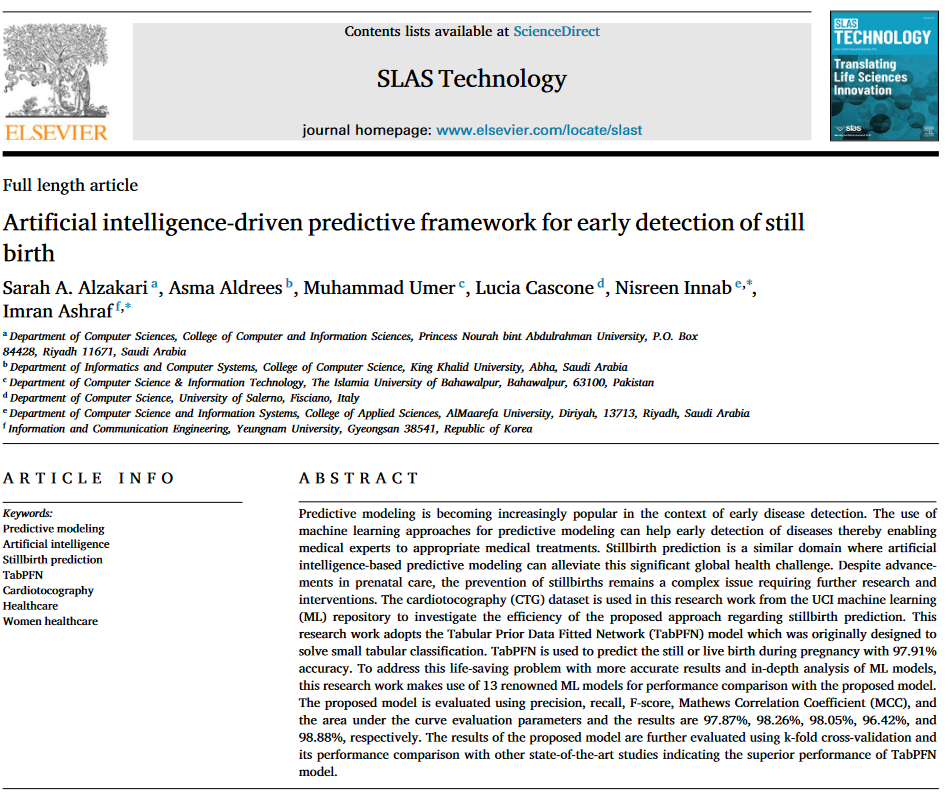 Contents lists available at ScienceDirect
SLAS Technology
journal homepage: www.elsevier.com/locate/slast
ELSEVIER
SLAS
TECHNOLOGY
Translating
Life Sciences
Innovation
slas
Full length article
Artificial intelligence-driven predictive framework for early detection of still
birth
Sarah A. Alzakari a, Asma Aldrees b, Muhammad Umer c, Lucia Cascone d, Nisreen Innab e,*,
Imran Ashraf f,*
a Department of Computer Sciences, College of Computer and Information Sciences, Princess Nourah bint Abdulrahman University, P.O. Box
84428, Riyadh 11671, Saudi Arabia
b Department of Informatics and Computer Systems, College of Computer Science, King Khalid University, Abha, Saudi Arabia
c Department of Computer Science & Information Technology, The Islamia University of Bahawalpur, Bahawalpur, 63100, Pakistan
d Department of Computer Science, University of Salerno, Fisciano, Italy
e Department of Computer Science and Information Systems, College of Applied Sciences, AlMaarefa University, Diriyah, 13713, Riyadh, Saudi Arabia
f Information and Communication Engineering, Yeungnam University, Gyeongsan 38541, Republic of Korea
ARTICLE INFO
Keywords:
Predictive modeling
Artificial intelligence
Stillbirth prediction
TabPFN
Cardiotocography
Healthcare
Women healthcare
ABSTRACT
Predictive modeling is becoming increasingly popular in the context of early disease detection. The use of
machine learning approaches for predictive modeling can help early detection of diseases thereby enabling
medical experts to appropriate medical treatments. Stillbirth prediction is a similar domain where artificial
intelligence-based predictive modeling can alleviate this significant global health challenge. Despite advance-
ments in prenatal care, the prevention of stillbirths remains a complex issue requiring further research and
interventions. The cardiotocography (CTG) dataset is used in this research work from the UCI machine learning
(ML) repository to investigate the efficiency of the proposed approach regarding stillbirth prediction. This
research work adopts the Tabular Prior Data Fitted Network (TabPFN) model which was originally designed to
solve small tabular classification. TabPFN is used to predict the still or live birth during pregnancy with 97.91%
accuracy. To address this life-saving problem with more accurate results and in-depth analysis of ML models,
this research work makes use of 13 renowned ML models for performance comparison with the proposed model.
The proposed model is evaluated using precision, recall, F-score, Mathews Correlation Coefficient (MCC), and
the area under the curve evaluation parameters and the results are 97.87%, 98.26%, 98.05%, 96.42%, and
98.88%, respectively. The results of the proposed model are further evaluated using k-fold cross-validation and
its performance comparison with other state-of-the-art studies indicating the superior performance of TabPFN
model.